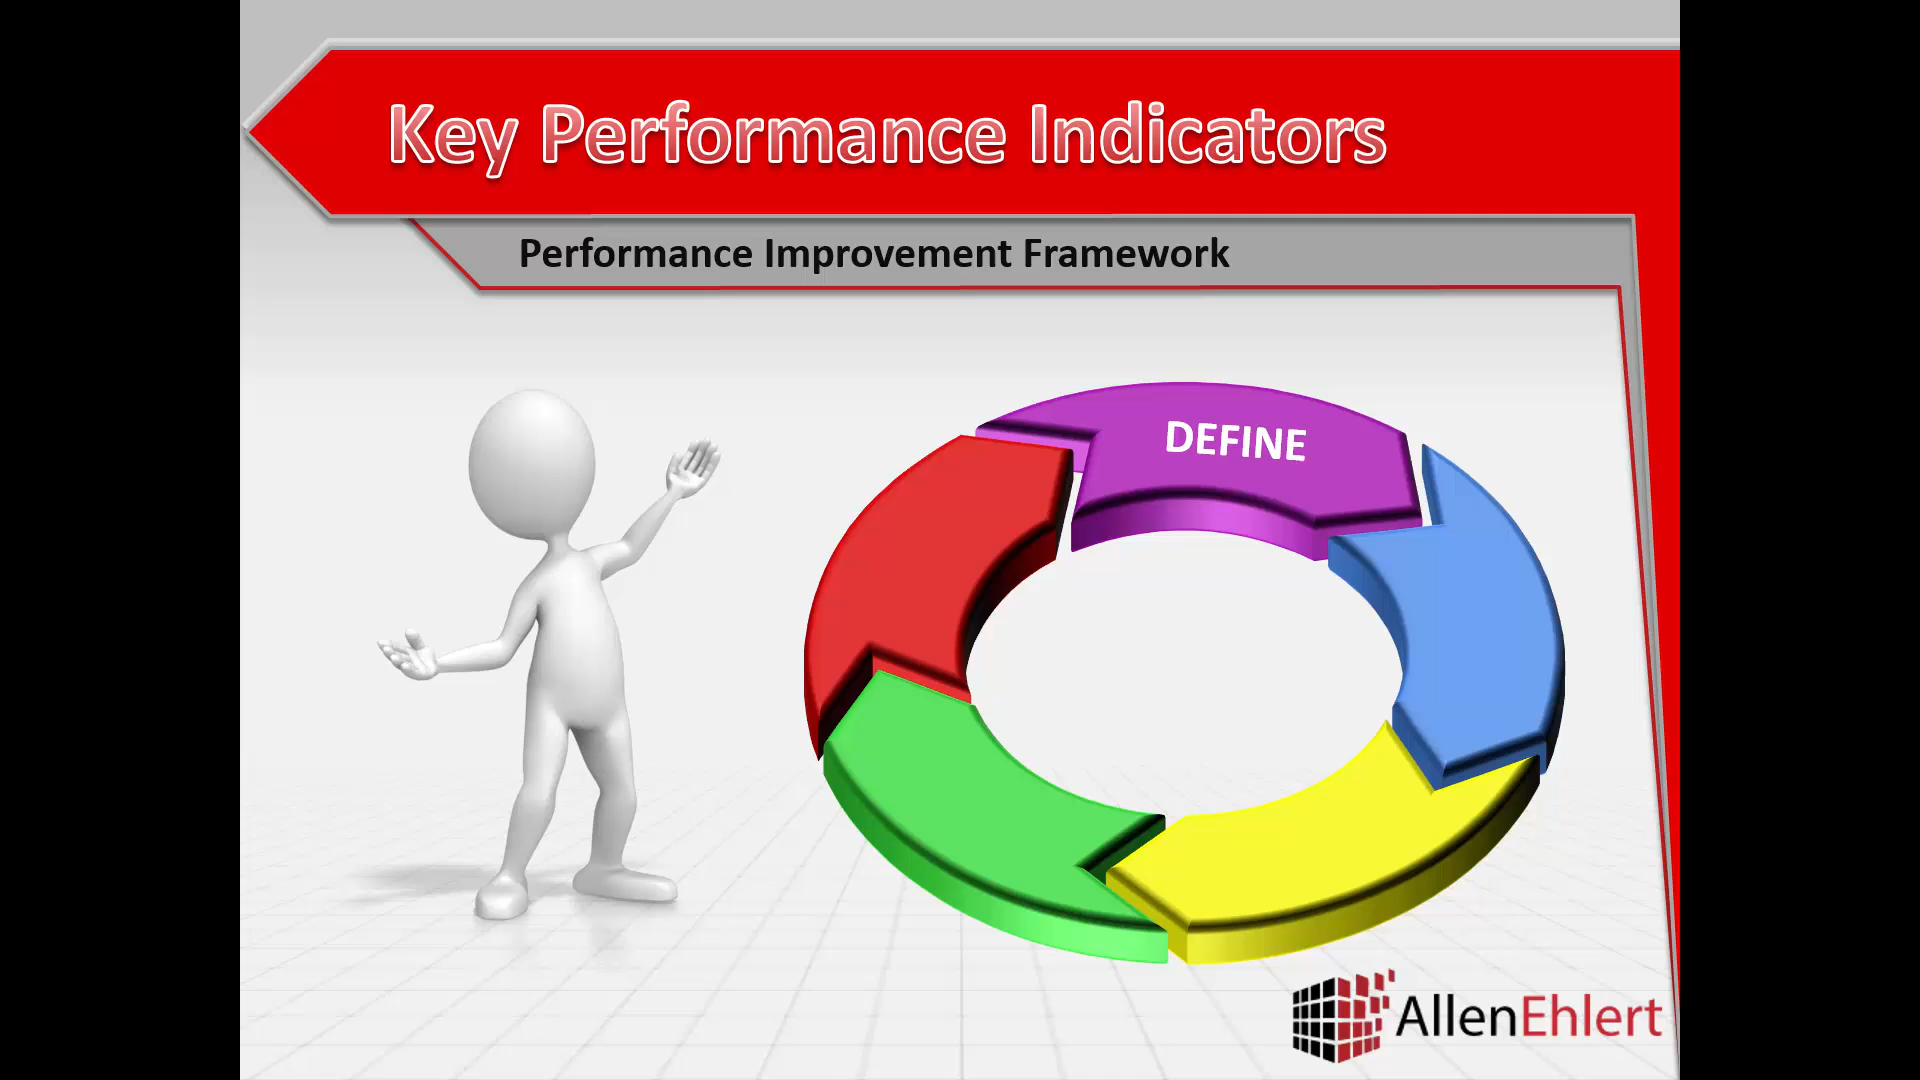 Key Performance Indicators
Performance Improvement Framework
DEFINE
AllenEhlert